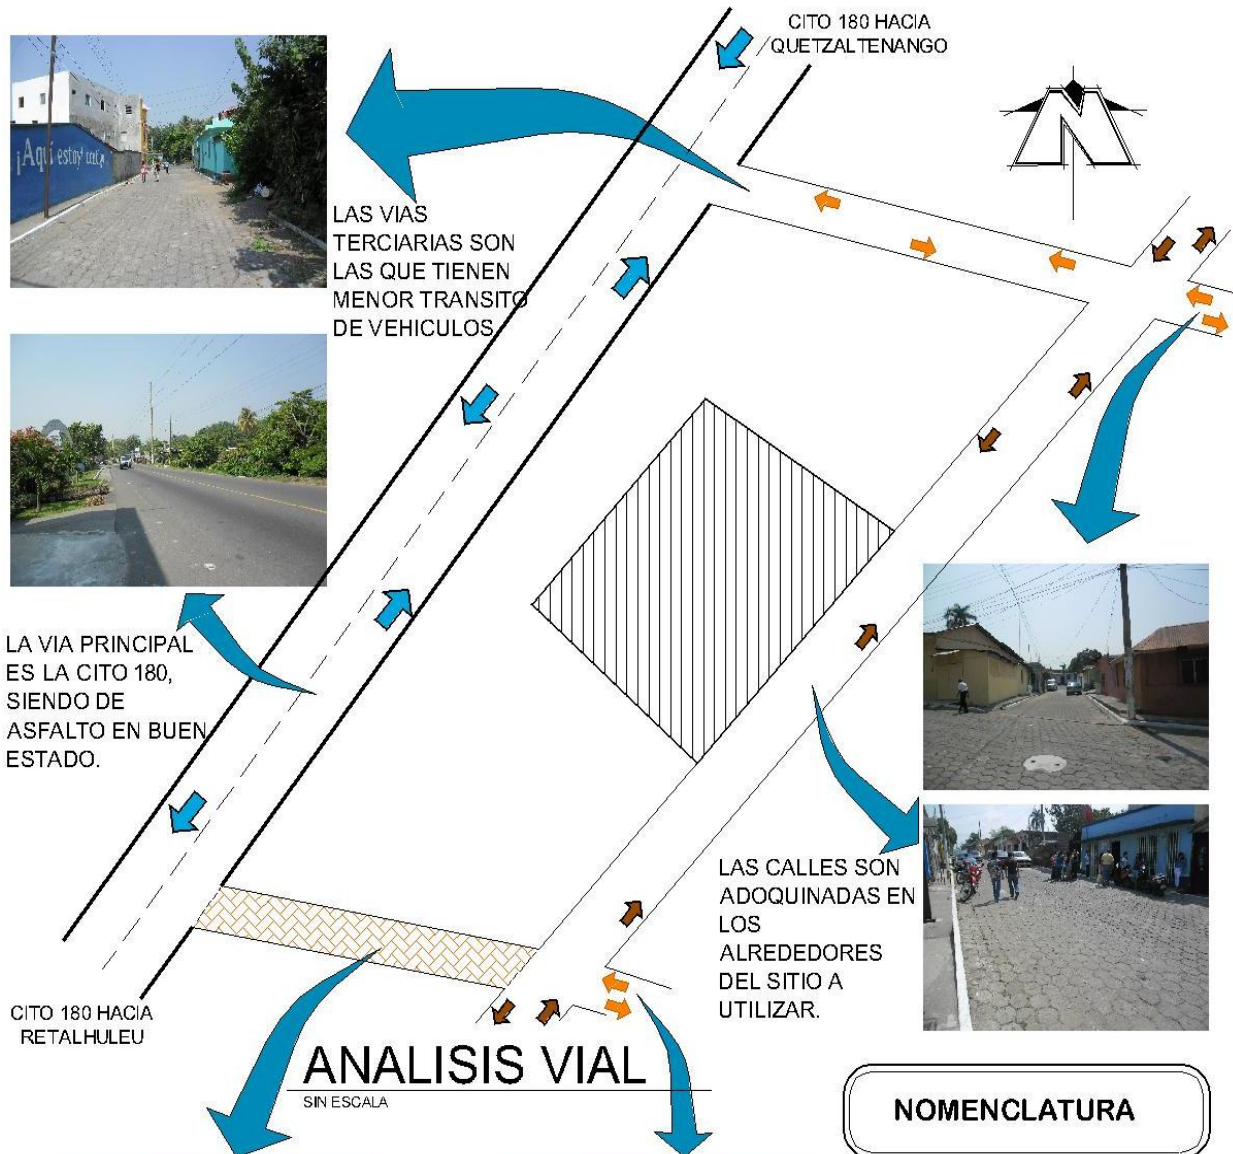 CITO 180 HACIA
QUETZALTENANGO
N
¡Aquí estoy!
LAS VIAS
TERCIARIAS SON
LAS QUE TIENEN
MENOR TRANSITO
DE VEHICULOS.
LA VIA PRINCIPAL
ES LA CITO 180,
SIENDO DE
ASFALTO EN BUEN
ESTADO.
LAS CALLES SON
ADOQUINADAS EN
LOS
ALREDEDORES
DEL SITIO A
UTILIZAR.
CITO 180 HACIA
RETALHULEU
ANALISIS VIAL
SIN ESCALA
NOMENCLATURA